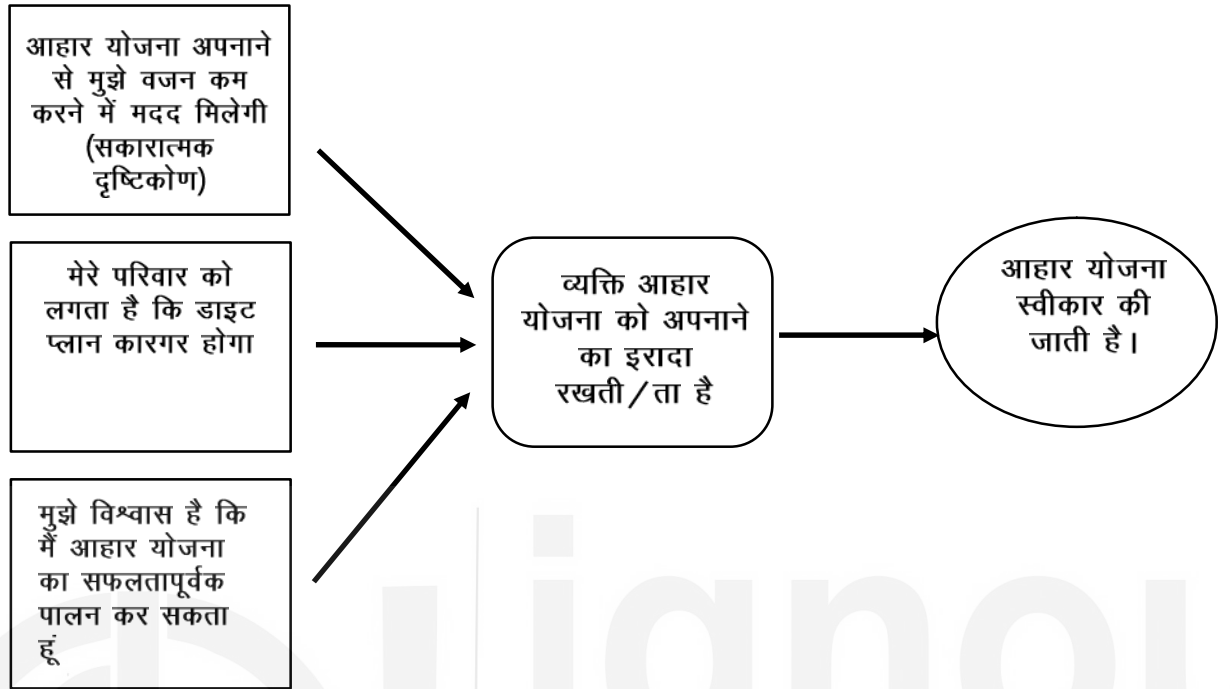 आहार योजना अपनाने
से मुझे वजन कम
करने में मदद मिलेगी
(सकारात्मक
दृष्टिकोण)
मेरे परिवार को
लगता है कि डाइट
प्लान कारगर होगा
मुझे विश्वास है कि
मैं आहार योजना
का सफलतापूर्वक
पालन कर सकता
हूं
व्यक्ति आहार
योजना को अपनाने
का इरादा
रखती/ता है
आहार योजना
स्वीकार की
जाती है।
ignou